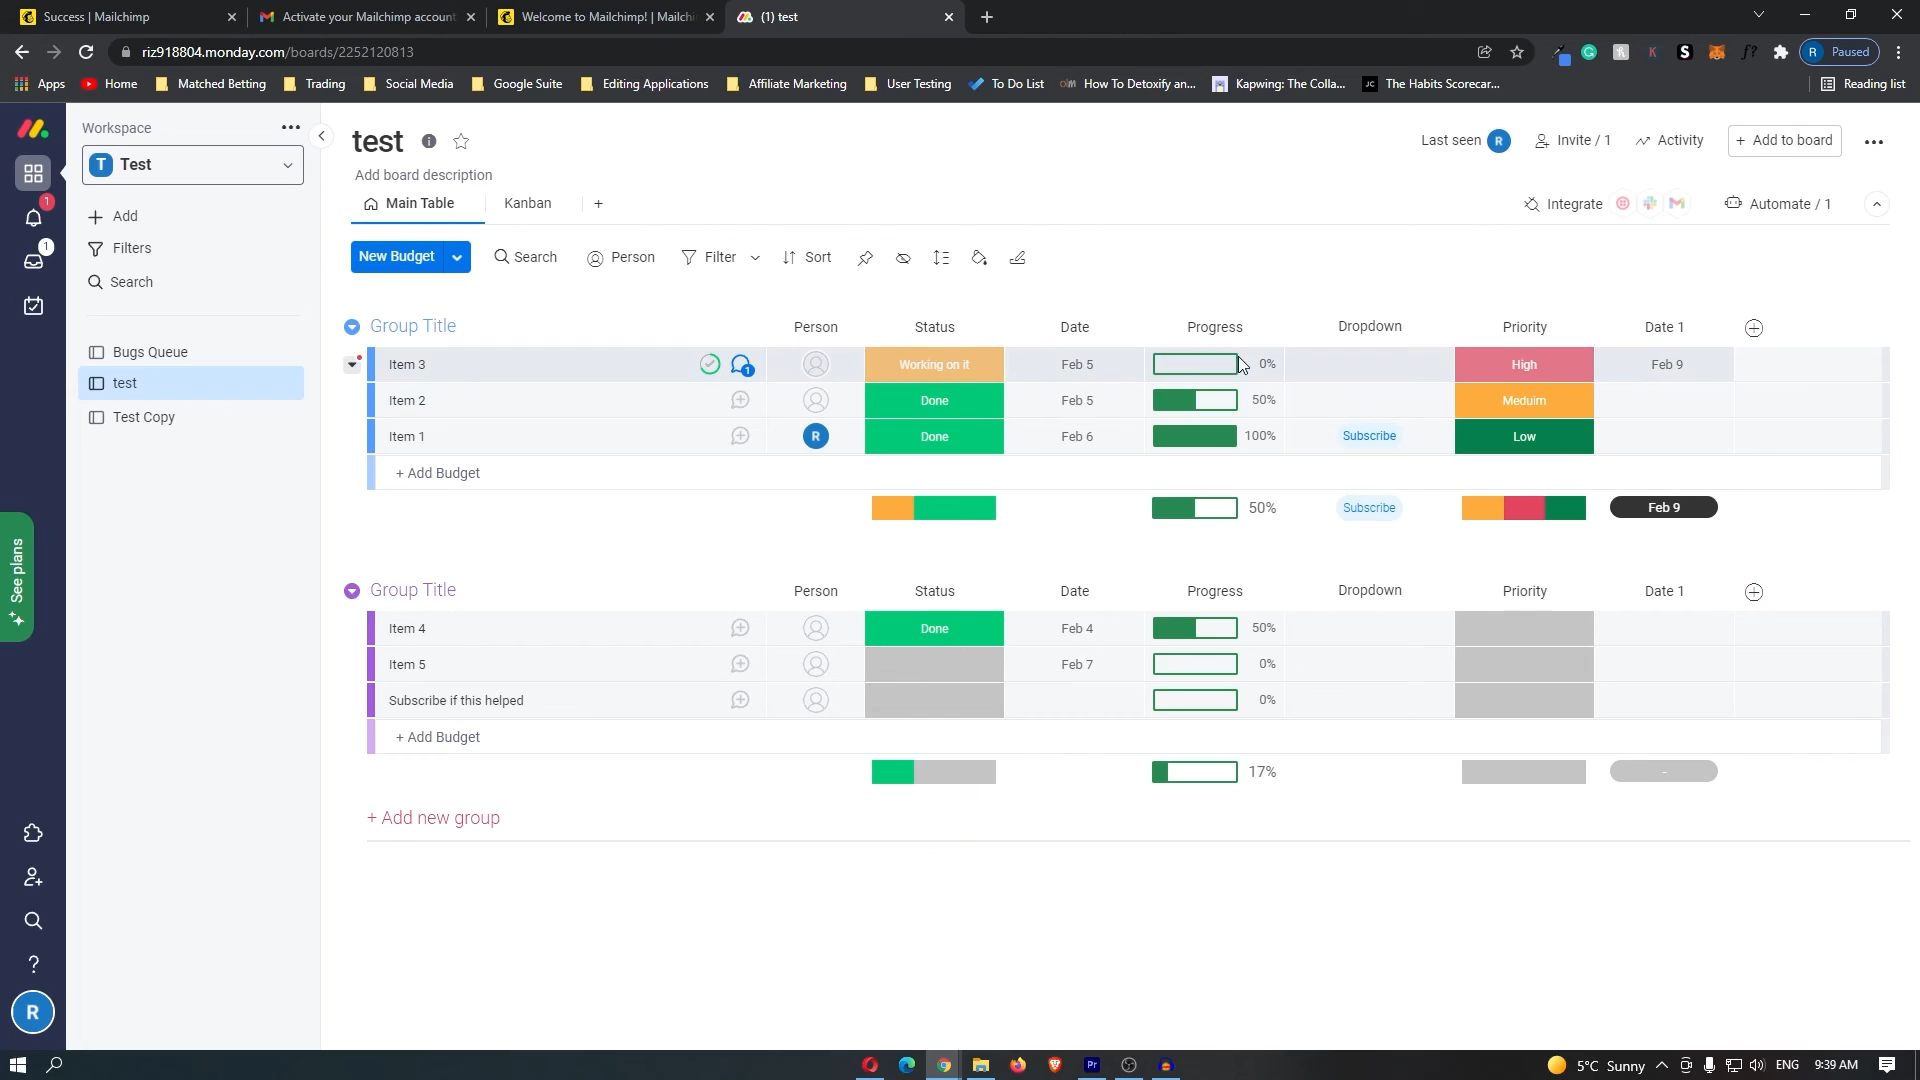 Success | Mailchimp
Activate your Mailchimp account
Welcome to Mailchimp! | Mailchi
(1) test
riz918804.monday.com/boards/2252120813
R Paused
Apps Home Matched Betting Trading Social Media Google Suite Editing Applications Affiliate Marketing User Testing To Do List How To Detoxify an... Kapwing: The Colla... The Habits Scorecar... Reading list
Workspace
T Test
Add
Filters
Search
Bugs Queue
test
Test Copy
1
1
See plans
R
test
Last seen R Invite / 1 Activity + Add to board
Add board description
Main Table Kanban +
Integrate Automate / 1
New Budget Search Person Filter Sort
Group Title Person Status Date Progress Dropdown Priority Date 1
Item 3 1 Working on it Feb 5 0% High Feb 9
Item 2 Done Feb 5 50% Meduim
Item 1 R Done Feb 6 100% Subscribe Low
+ Add Budget
50% Subscribe Feb 9
Group Title Person Status Date Progress Dropdown Priority Date 1
Item 4 Done Feb 4 50%
Item 5 Feb 7 0%
Subscribe if this helped 0%
+ Add Budget
17% -
+ Add new group
Pr
5°C Sunny ENG 9:39 AM